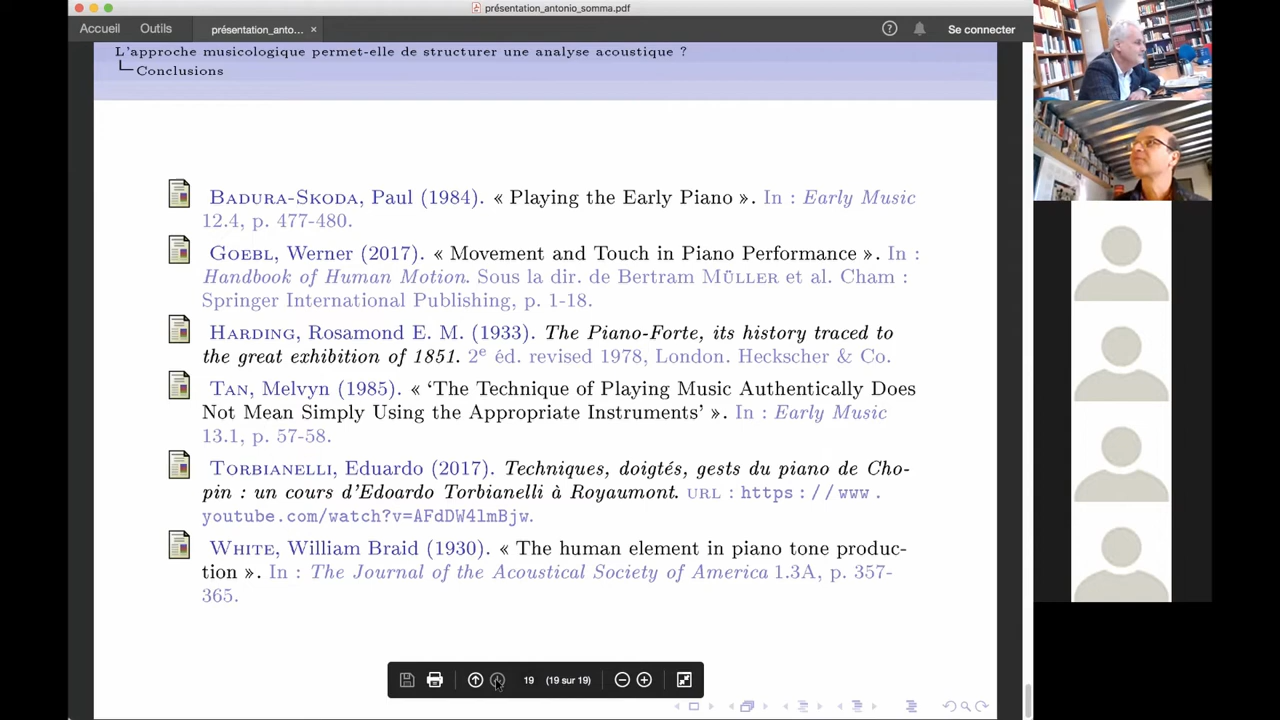 présentation_antonio_somma.pdf
Accueil Outils présentation_anto... × Se connecter
L'approche musicologique permet-elle de structurer une analyse acoustique ?
Conclusions
BADURA-SKODA, Paul (1984). « Playing the Early Piano ». In : Early Music
12.4, p. 477-480.
GOEBL, Werner (2017). « Movement and Touch in Piano Performance ». In :
Handbook of Human Motion. Sous la dir. de Bertram MÜLLER et al. Cham :
Springer International Publishing, p. 1-18.
HARDING, Rosamond E. M. (1933). The Piano-Forte, its history traced to
the great exhibition of 1851. 2e éd. revised 1978, London. Heckscher & Co.
TAN, Melvyn (1985). « 'The Technique of Playing Music Authentically Does
Not Mean Simply Using the Appropriate Instruments' ». In : Early Music
13.1, p. 57-58.
TORBIANELLI, Eduardo (2017). Techniques, doigtés, gests du piano de Cho-
pin : un cours d'Edoardo Torbianelli à Royaumont. URL : https://www.
youtube.com/watch?v=AFdDW4lmBjw.
WHITE, William Braid (1930). « The human element in piano tone produc-
tion ». In : The Journal of the Acoustical Society of America 1.3A, p. 357-
365.
19 (19 sur 19)